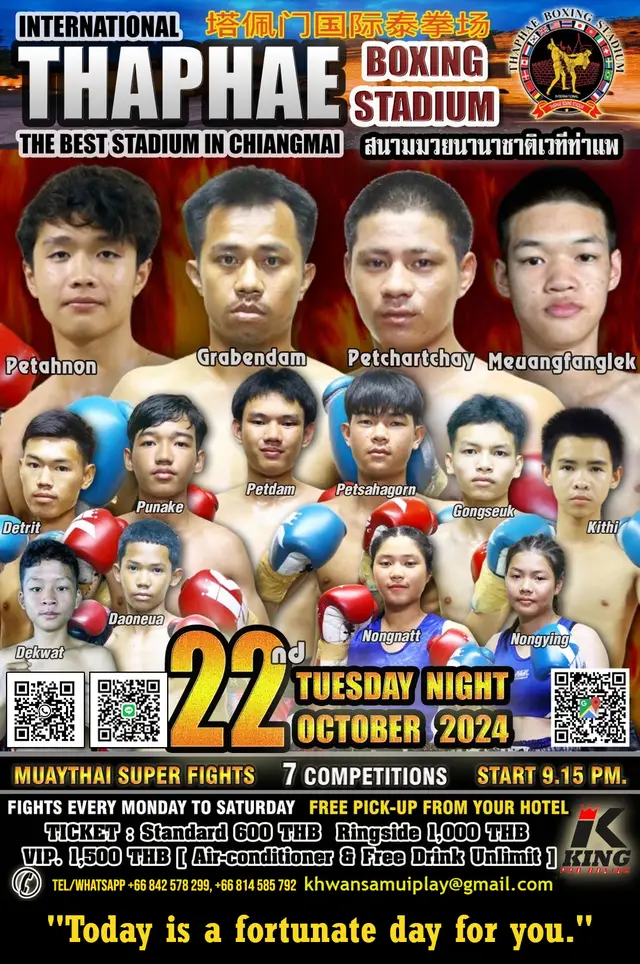 INTERNATIONAL
塔佩门国际泰拳场
THAPHAE
BOXING
STADIUM
THE BEST STADIUM IN CHIANGMAI
สนามมวยนานาชาติเวทีท่าแพ
THAPHAE BOXING STADIUM
INTERNATIONAL
Petahnon
Grabendam
Petchartchay
Meuangfanglek
Detrit
Punake
Petdam
Petsahagorn
Gongseuk
Kithi
Dekwat
Daoneua
Nongnatt
Nongying
22nd
TUESDAY NIGHT
OCTOBER 2024
MUAYTHAI SUPER FIGHTS 7 COMPETITIONS START 9.15 PM.
FIGHTS EVERY MONDAY TO SATURDAY FREE PICK-UP FROM YOUR HOTEL
TICKET : Standard 600 THB Ringside 1,000 THB
VIP. 1,500 THB [ Air-conditioner & Free Drink Unlimit ]
K
KING
TEL/WHATSAPP +66 842 578 299, +66 814 585 792 khwansamuiplay@gmail.com
"Today is a fortunate day for you."